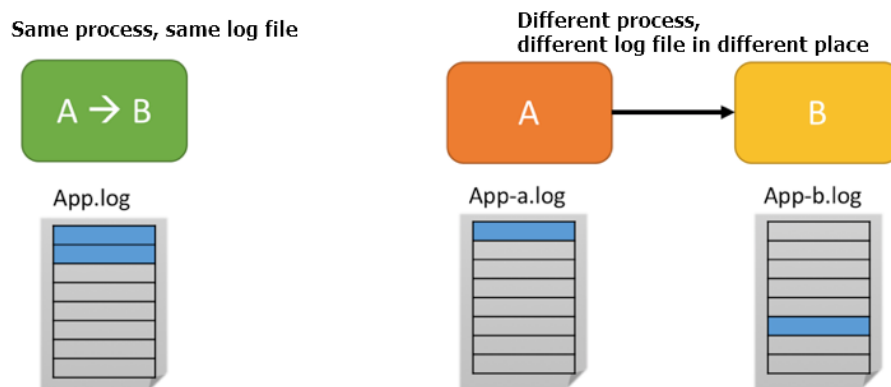 Same process, same log file
A → B
App.log
Different process,
different log file in different place
A
B
App-a.log
App-b.log